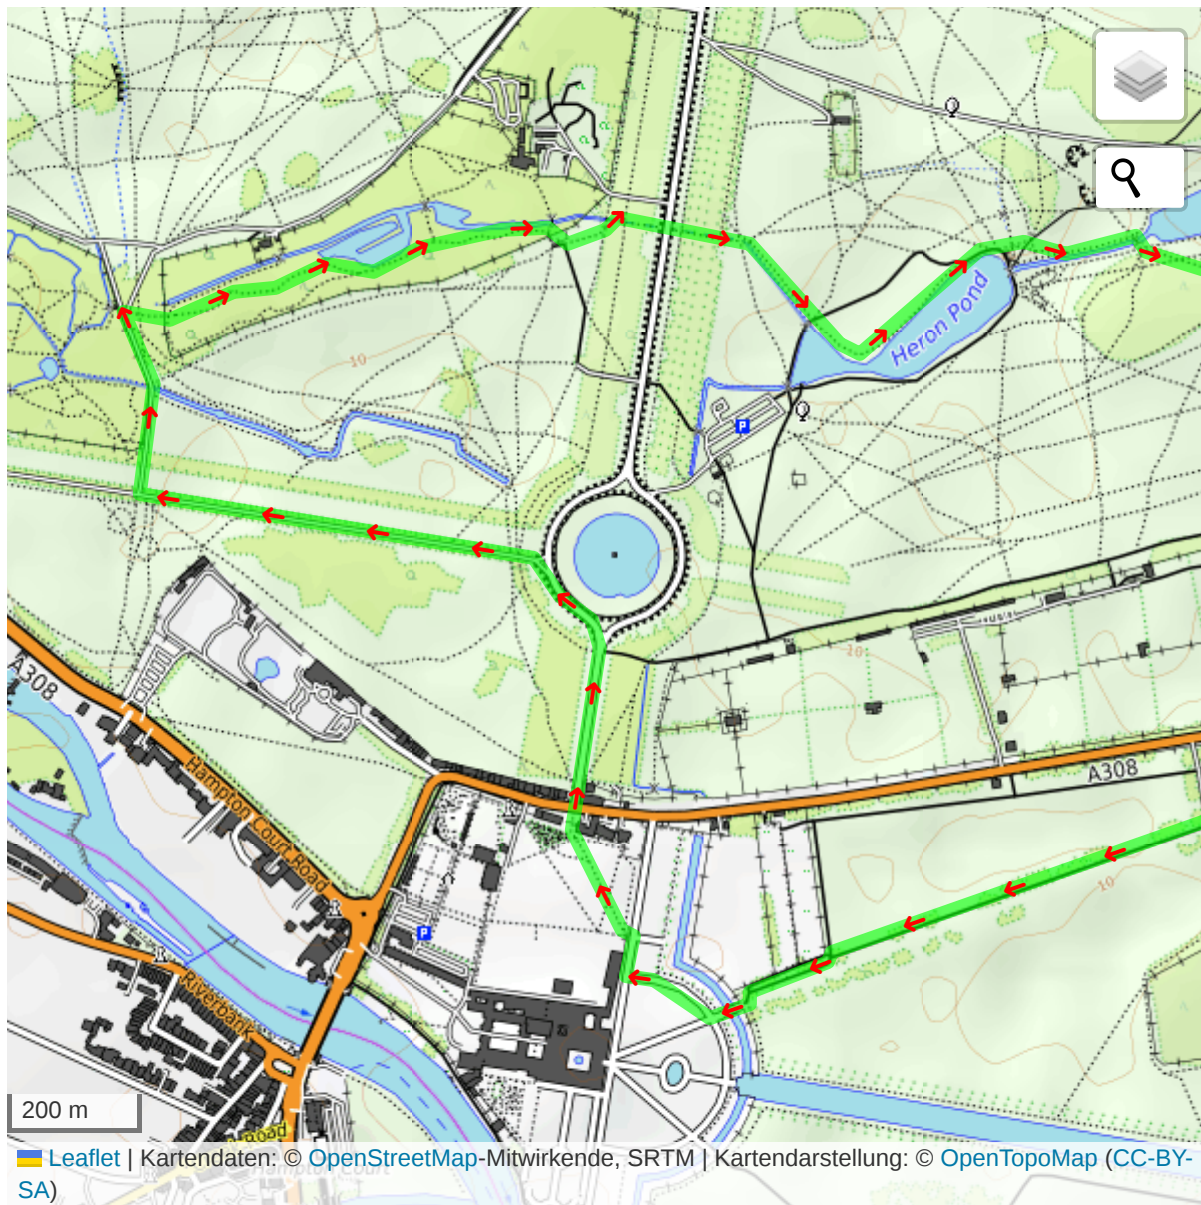 10
Heron Pond
P
A308
10
A308
Hampton Court Road
10
P
Riverbank
200 m
Road
Leaflet | Kartendaten: © OpenStreetMap-Mitwirkende, SRTM | Kartendarstellung: © OpenTopoMap (CC-BY-
SA)